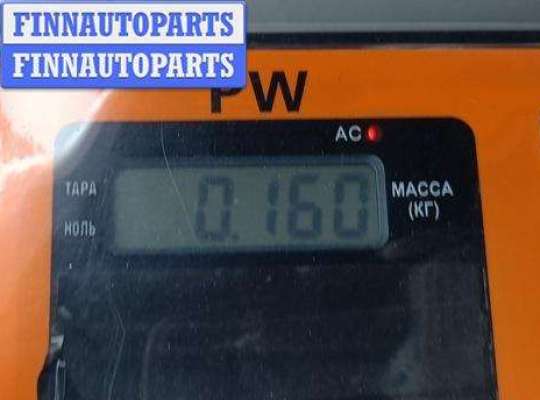 FINNAUTOPARTS
FINNAUTOPARTS
PW
AC
ТАРА
0.160
МАССА
(КГ)
НОЛЬ